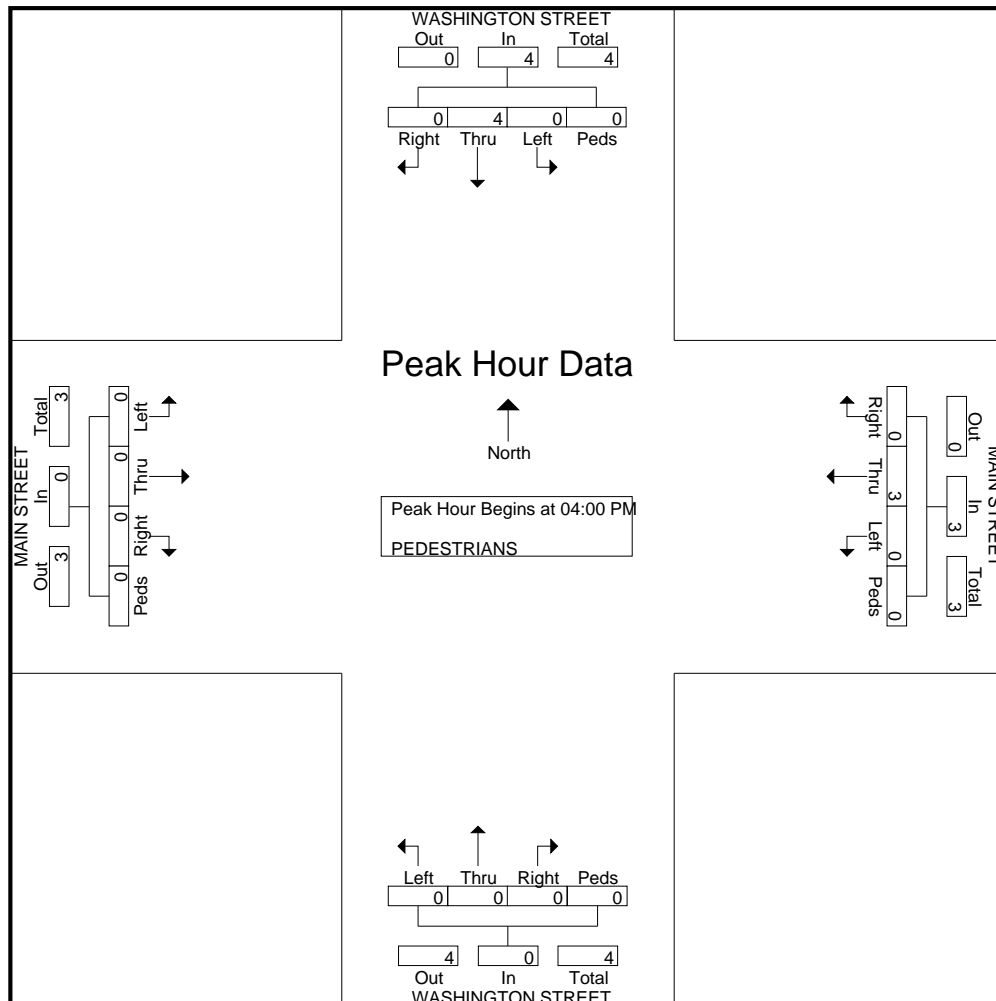 WASHINGTON STREET
Out In Total
0 4 4
0 4 0 0
Right Thru Left Peds
Peak Hour Data
North
Peak Hour Begins at 04:00 PM
PEDESTRIANS
MAIN STREET
Out In Total
3 0 3
0 0 0 0
Left Thru Right Peds
MAIN STREET
Out In Total
0 3 3
0 3 0 0
Right Thru Left Peds
Left Thru Right Peds
0 0 0 0
4 0 4
Out In Total
WASHINGTON STREET